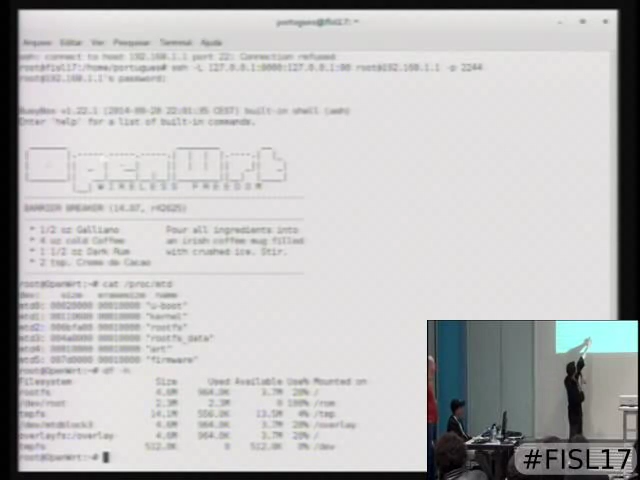 portugues@FISL17: ~
Arquivo Editar Ver Pesquisar Terminal Ajuda
ssh: connect to host 192.168.1.1 port 22: Connection refused
root@FISL17:/home/portugues# ssh -L 127.0.0.1:8000:127.0.0.1:80 root@192.168.1.1 -p 2244
root@192.168.1.1's password:
BusyBox v1.22.1 (2014-09-20 22:01:35 CEST) built-in shell (ash)
Enter 'help' for a list of built-in commands.
W I R E L E S S F R E E D O M
BARRIER BREAKER (14.07, r42625)
* 1 1/2 oz Galliano Pour all ingredients into
* 4 oz cold Coffee an irish coffee mug filled
* 1 1/2 oz Dark Rum with crushed ice. Stir.
* 2 tsp. Creme de Cacao
root@OpenWrt:~# cat /proc/mtd
dev: size erasesize name
mtd0: 00020000 00010000 "u-boot"
mtd1: 00010000 "kernel"
mtd2: 00010000 "rootfs"
mtd3: 00010000 "rootfs_data"
mtd4: 00010000 00010000 "art"
mtd5: 007d0000 00010000 "firmware"
root@OpenWrt:~# df -h
Filesystem Size Used Available Use% Mounted on
rootfs 4.6M 964.0K 3.7M 20% /
/dev/root 2.3M 2.3M 0 100% /rom
tmpfs 14.1M 556.0K 13.5M 4% /tmp
/dev/mtdblock3 4.6M 964.0K 3.7M 20% /overlay
overlayfs:/overlay 4.6M 964.0K 3.7M 20% /
tmpfs 512.0K 0 512.0K 0% /dev
root@OpenWrt:~#
#FISL17